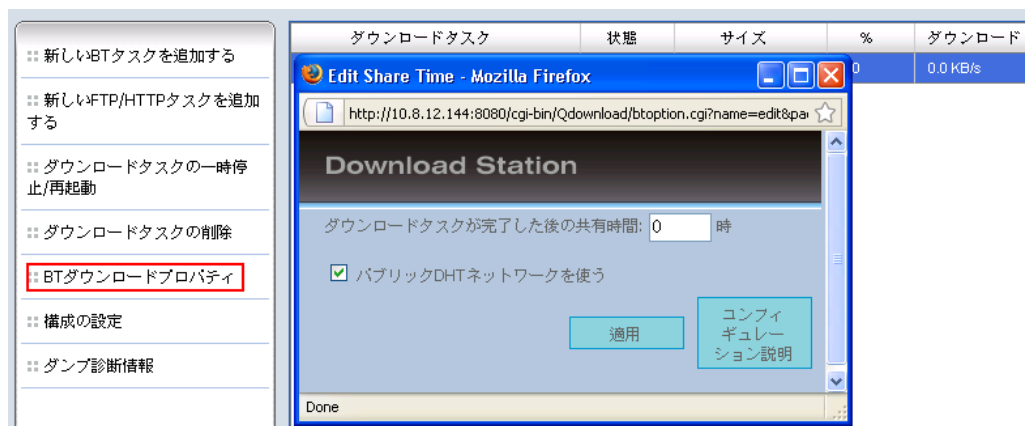 新しいBTタスクを追加する
新しいFTP/HTTPタスクを追加
する
ダウンロードタスクの一時停
止/再起動
ダウンロードタスクの削除
BTダウンロードプロパティ
構成の設定
ダンプ診断情報
ダウンロードタスク 状態 サイズ % ダウンロード
0 0.0 KB/s
Edit Share Time - Mozilla Firefox
http://10.8.12.144:8080/cgi-bin/Qdownload/btoption.cgi?name=edit&pa
Download Station
ダウンロードタスクが完了した後の共有時間: 0 時
パブリックDHTネットワークを使う
適用
コンフィ
ギュレー
ション説明
Done